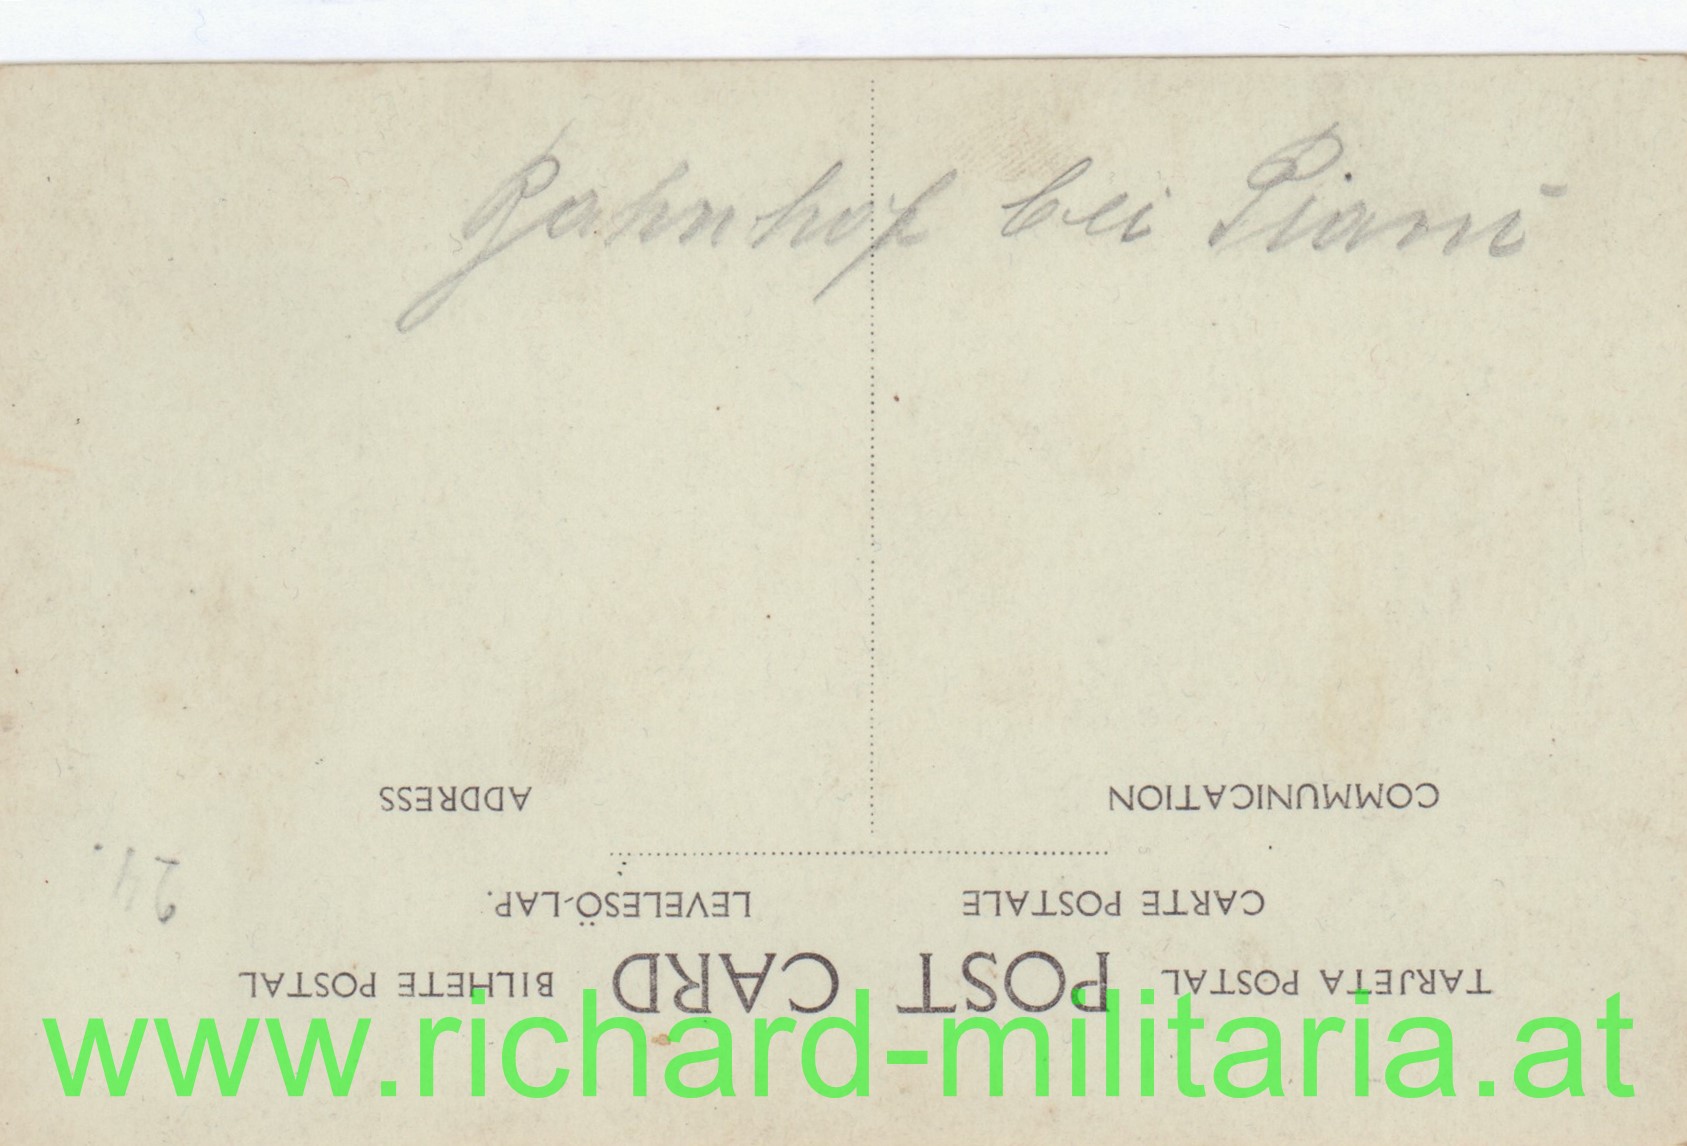 Bahnhof bei
ADDRESS COMMUNICATION
24.
LEVELESÖ-LAP. CARTE POSTALE
BILHETE POSTAL POST CARD TARJETA POSTAL
www.richard-militaria.at